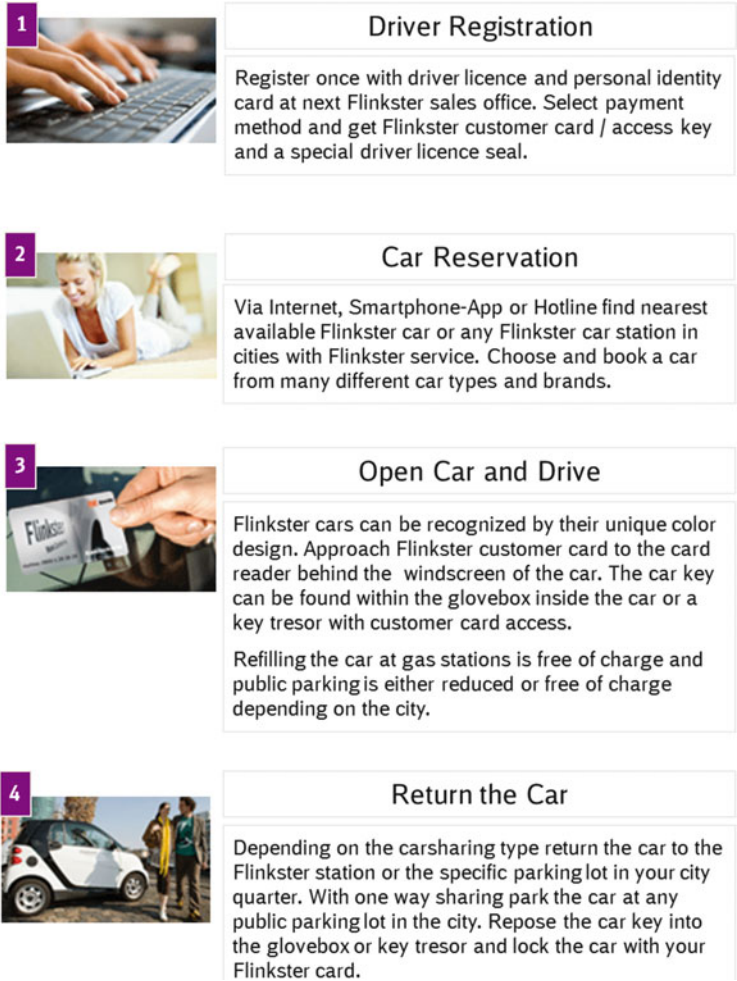 1
Driver Registration
Register once with driver licence and personal identity
card at next Flinkster sales office. Select payment
method and get Flinkster customer card / access key
and a special driver licence seal.
2
Car Reservation
Via Internet, Smartphone-App or Hotline find nearest
available Flinkster car or any Flinkster car station in
cities with Flinkster service. Choose and book a car
from many different car types and brands.
3
Flinkster
Open Car and Drive
Flinkster cars can be recognized by their unique color
design. Approach Flinkster customer card to the card
reader behind the windscreen of the car. The car key
can be found within the glovebox inside the car or a
key tresor with customer card access.
Refilling the car at gas stations is free of charge and
public parking is either reduced or free of charge
depending on the city.
4
Return the Car
Depending on the carsharing type return the car to the
Flinkster station or the specific parking lot in your city
quarter. With one way sharing park the car at any
public parking lot in the city. Repose the car key into
the glovebox or key tresor and lock the car with your
Flinkster card.